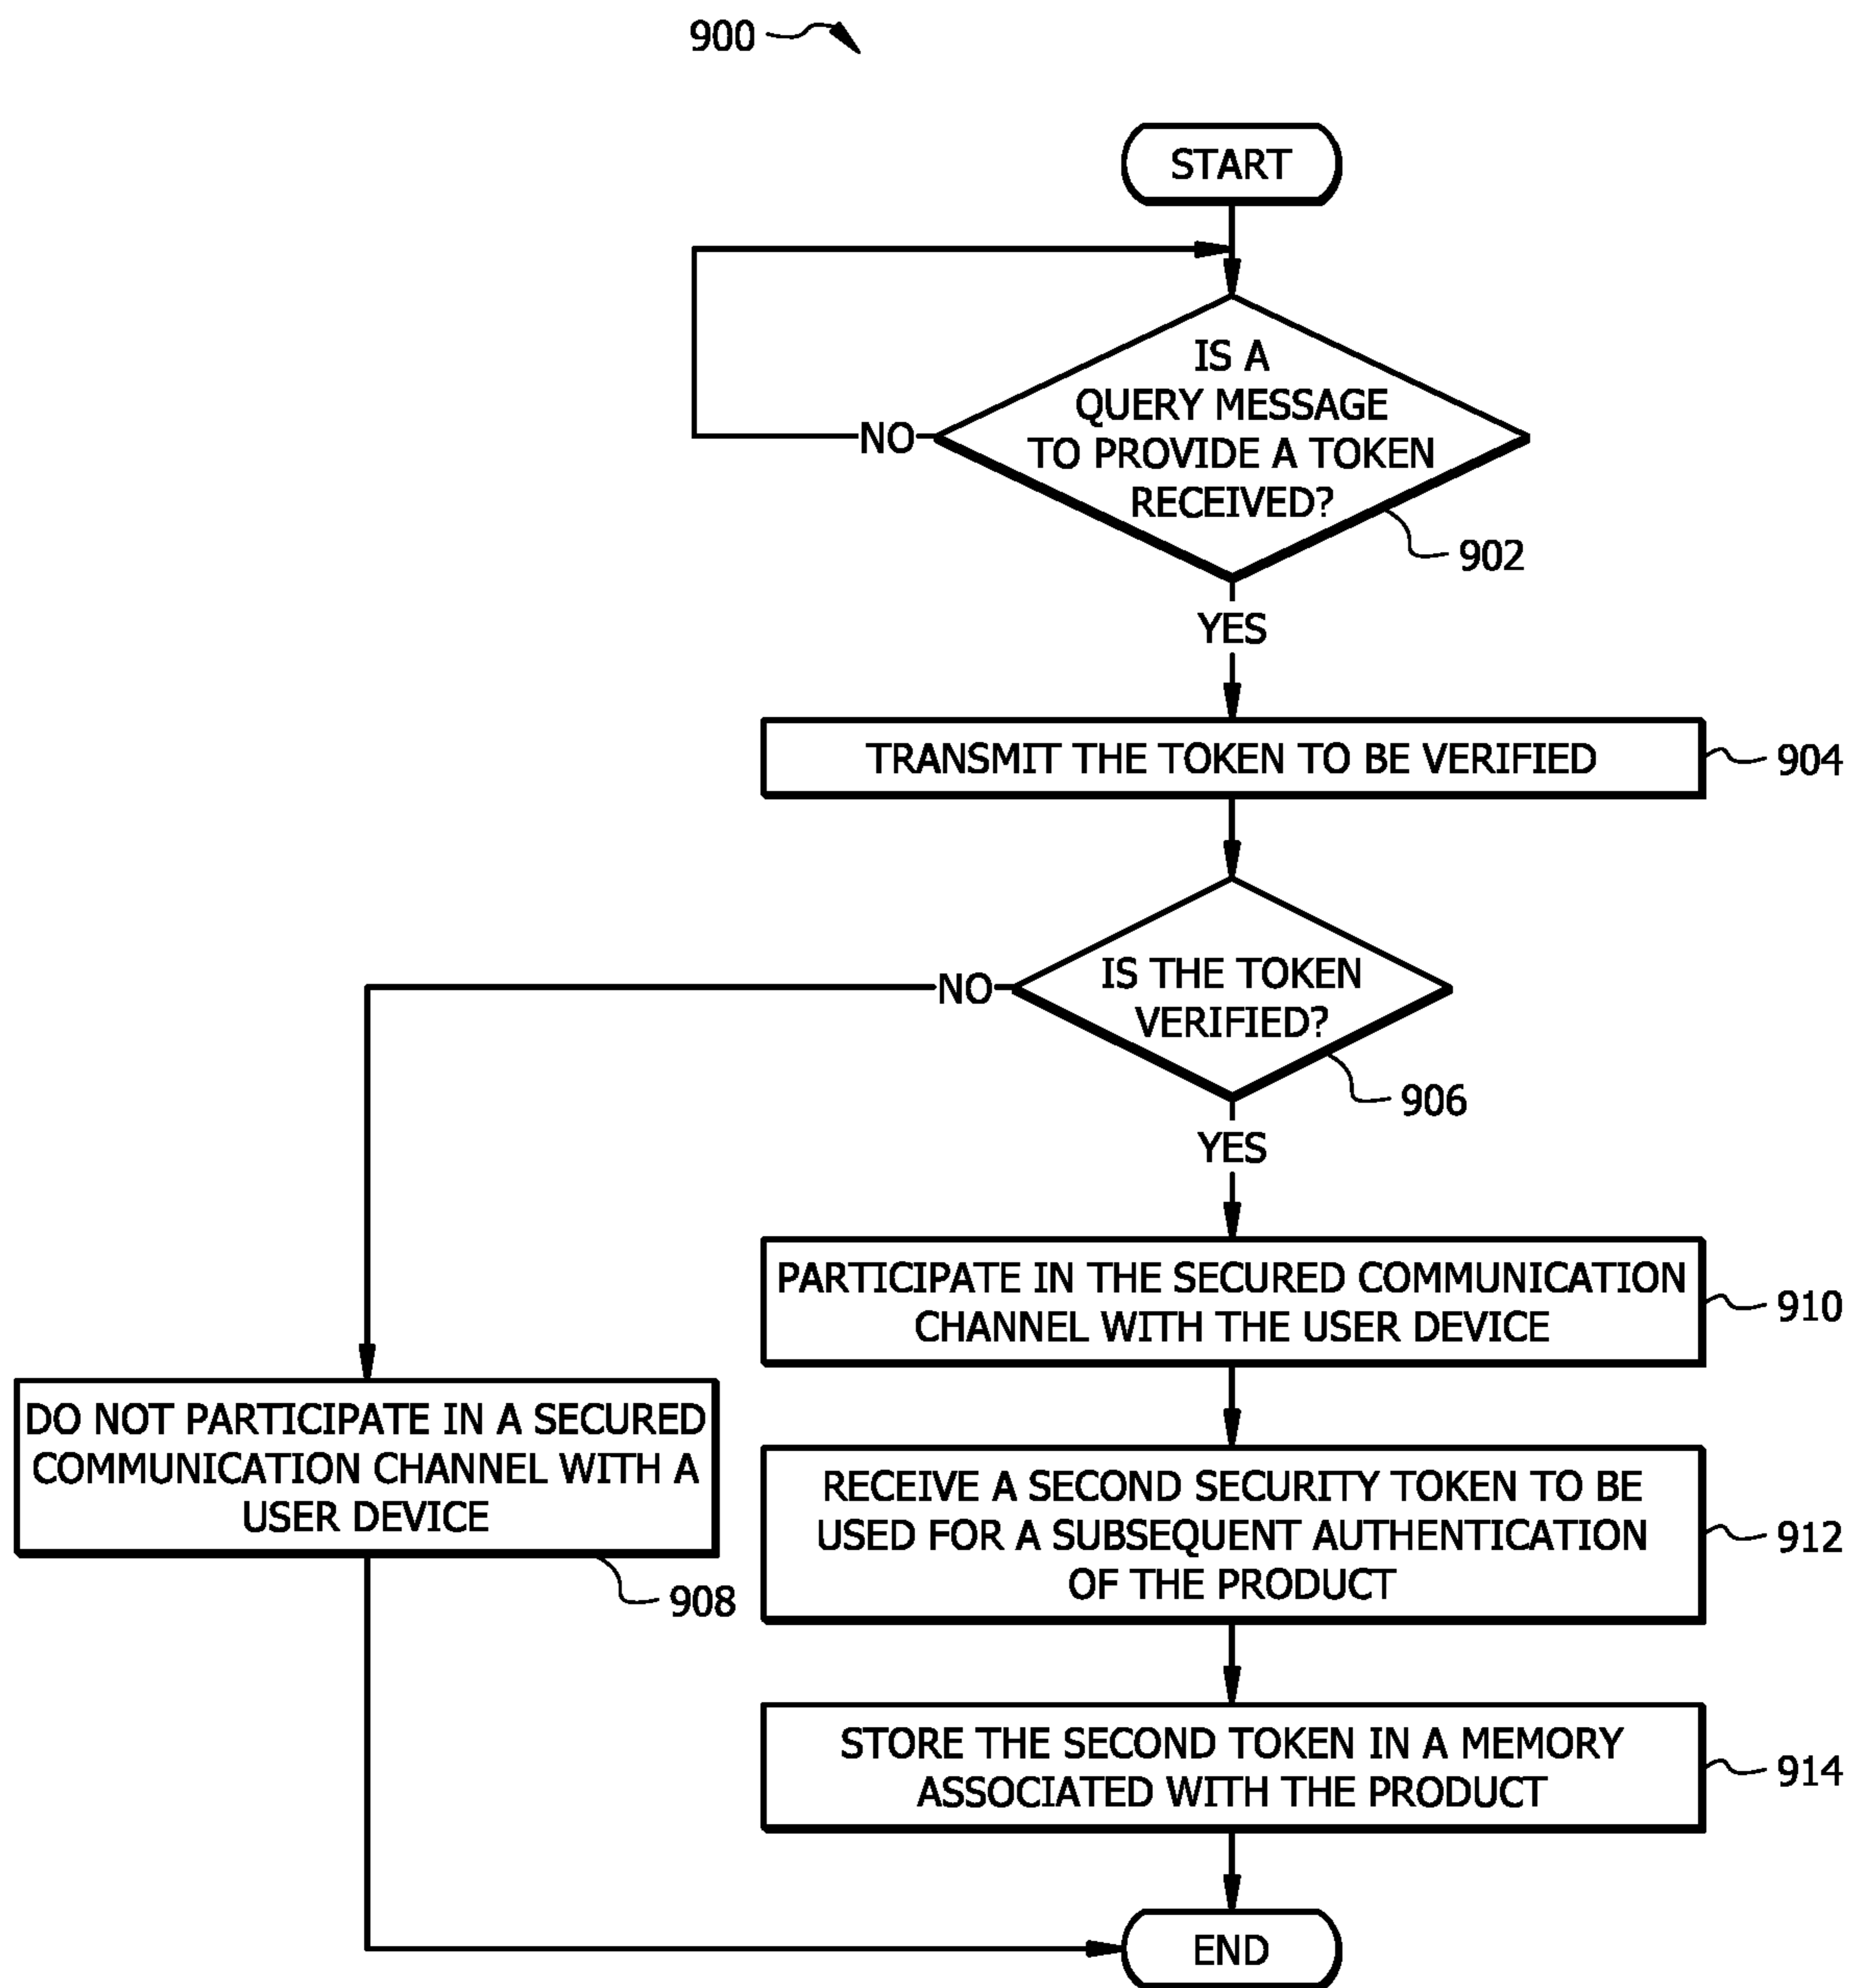 900
START
IS A
QUERY MESSAGE
TO PROVIDE A TOKEN
RECEIVED?
NO
902
YES
TRANSMIT THE TOKEN TO BE VERIFIED
904
IS THE TOKEN
VERIFIED?
NO
906
YES
PARTICIPATE IN THE SECURED COMMUNICATION
CHANNEL WITH THE USER DEVICE
910
DO NOT PARTICIPATE IN A SECURED
COMMUNICATION CHANNEL WITH A
USER DEVICE
908
RECEIVE A SECOND SECURITY TOKEN TO BE
USED FOR A SUBSEQUENT AUTHENTICATION
OF THE PRODUCT
912
STORE THE SECOND TOKEN IN A MEMORY
ASSOCIATED WITH THE PRODUCT
914
END